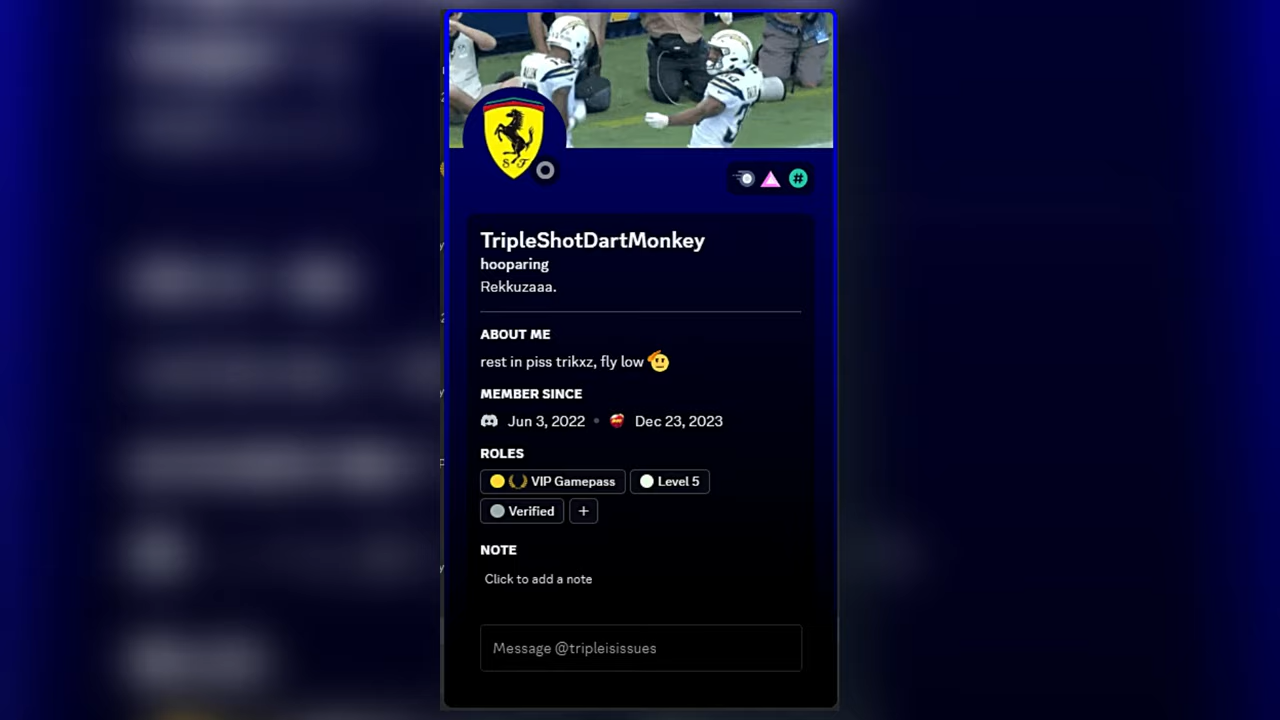 S F
TripleShotDartMonkey
hooparing
Rekkuzaaa.
ABOUT ME
rest in piss trikxz, fly low 🫡
MEMBER SINCE
Jun 3, 2022 • Dec 23, 2023
ROLES
VIP Gamepass Level 5
Verified +
NOTE
Click to add a note
Message @tripleisissues